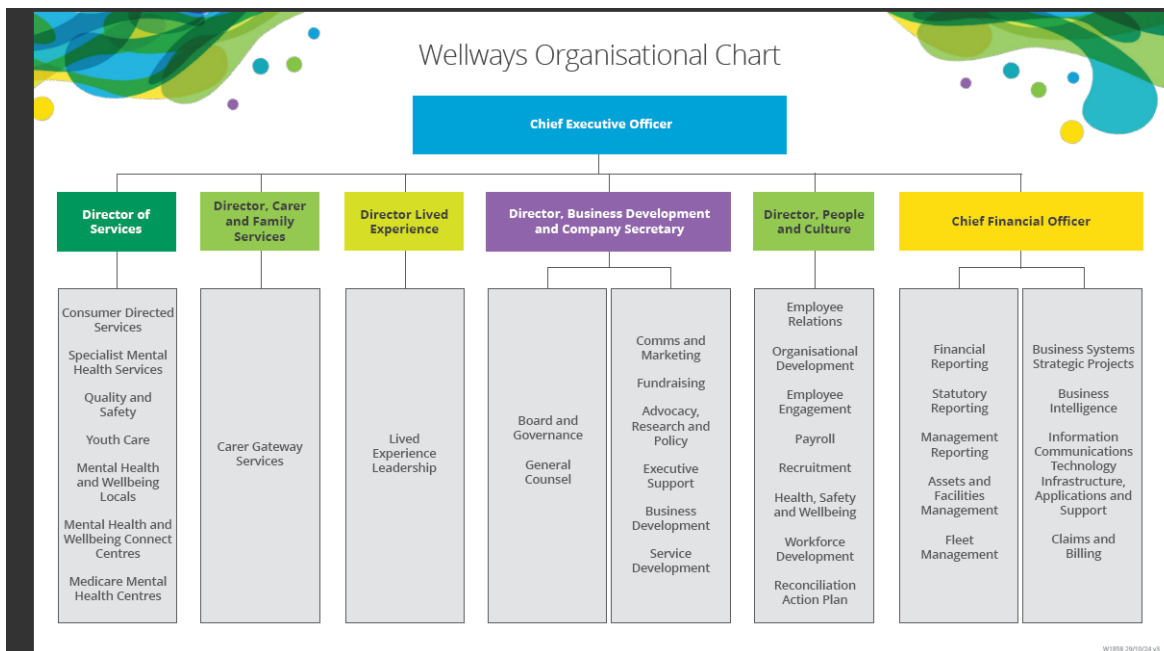 Wellways Organisational Chart
Chief Executive Officer
Director of
Services
Director, Carer
and Family
Services
Director Lived
Experience
Director, Business Development
and Company Secretary
Director, People
and Culture
Chief Financial Officer
Consumer Directed
Services
Specialist Mental
Health Services
Quality and
Safety
Youth Care
Mental Health
and Wellbeing
Locals
Mental Health and
Wellbeing Connect
Centres
Medicare Mental
Health Centres
Carer Gateway
Services
Lived
Experience
Leadership
Board and
Governance
General
Counsel
Comms and
Marketing
Fundraising
Advocacy,
Research and
Policy
Executive
Support
Business
Development
Service
Development
Employee
Relations
Organisational
Development
Employee
Engagement
Payroll
Recruitment
Health, Safety
and Wellbeing
Workforce
Development
Reconciliation
Action Plan
Financial
Reporting
Statutory
Reporting
Management
Reporting
Assets and
Facilities
Management
Fleet
Management
Business Systems
Strategic Projects
Business
Intelligence
Information
Communications
Technology
Infrastructure,
Applications and
Support
Claims and
Billing
W1858 29/10/24 v3